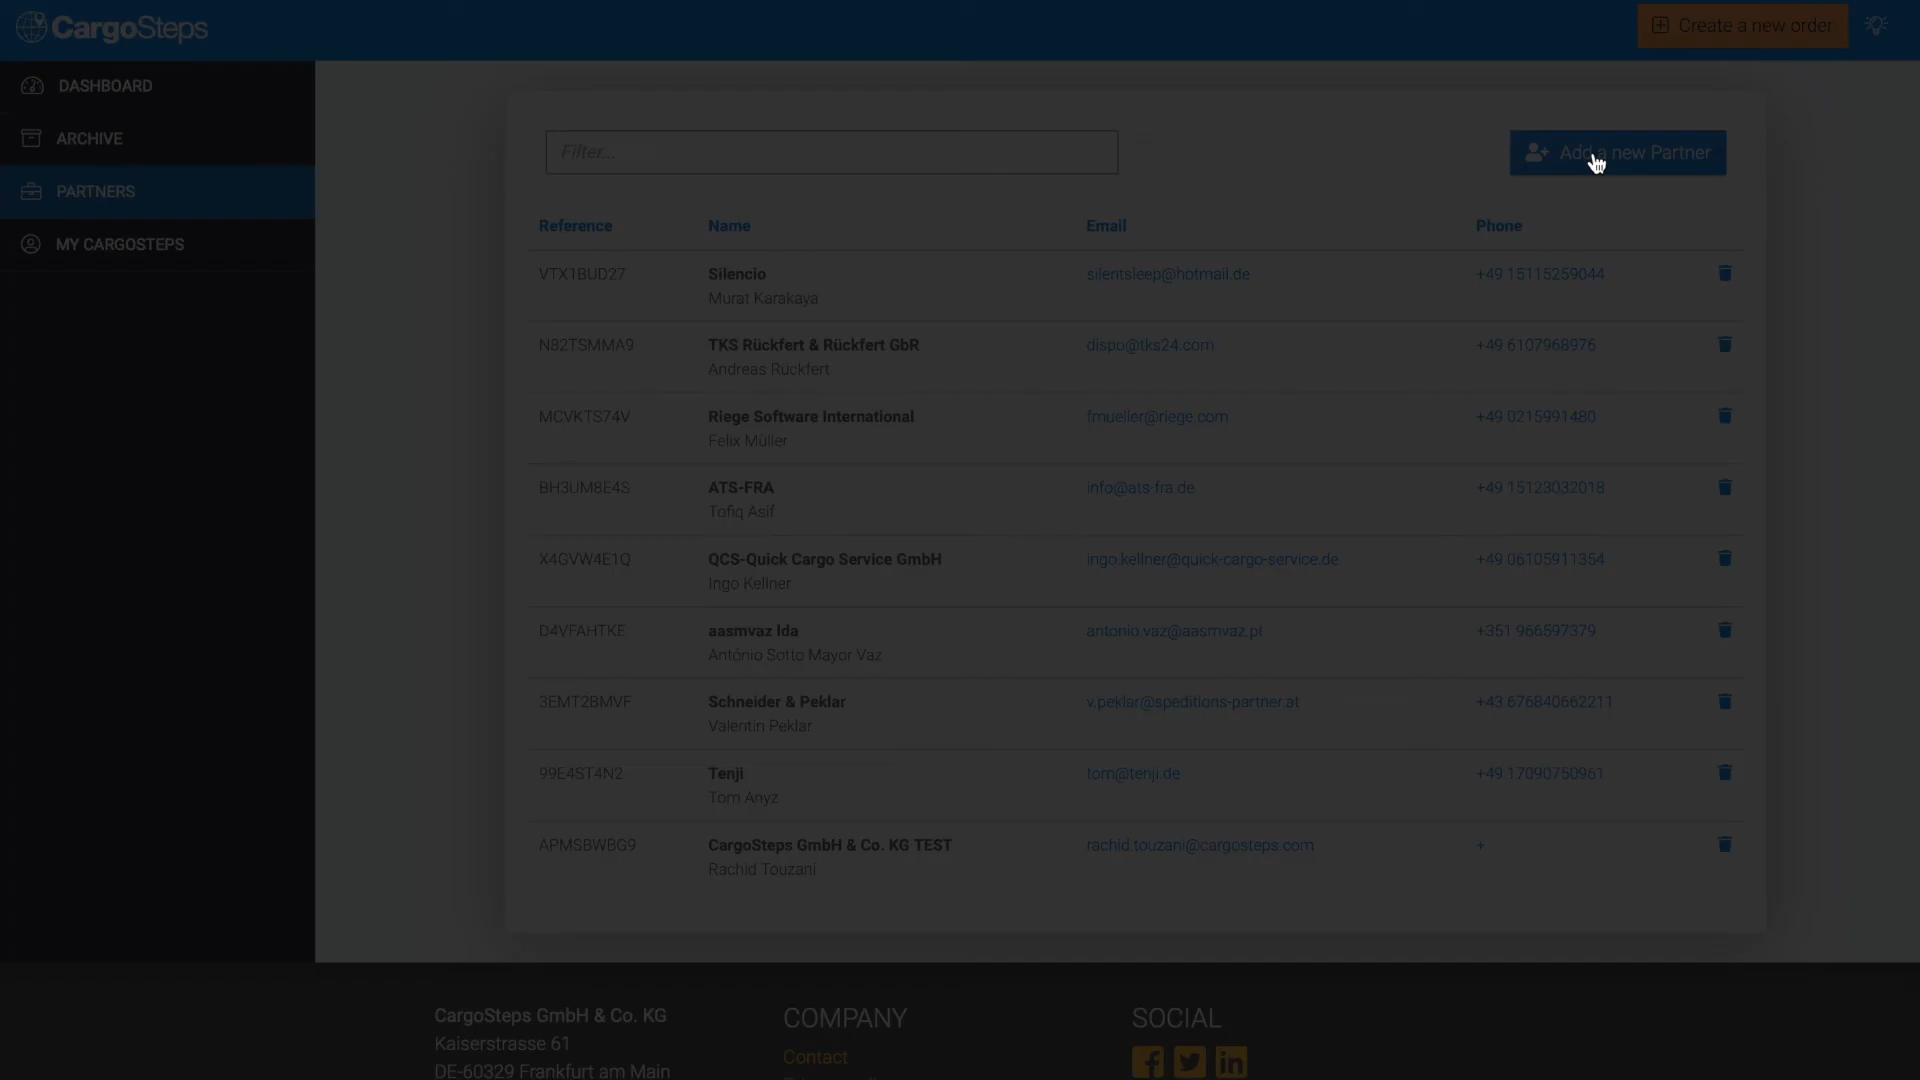 CargoSteps
Create a new order
DASHBOARD
ARCHIVE
PARTNERS
MY CARGOSTEPS
Filter...
Add a new Partner
Reference Name Email Phone
VTX1BUD27 Silencio silentsleep@hotmail.de +49 15115259044
Murat Karakaya
N82TSMMA9 TKS Rückfert & Rückfert GbR dispo@tks24.com +49 6107968976
Andreas Rückfert
MCVKTS74V Riege Software International fmueller@riege.com +49 0215991480
Felix Müller
BH3UM8E4S ATS-FRA info@ats-fra.de +49 15123032018
Tofiq Asif
X4GVW4E1Q QCS-Quick Cargo Service GmbH ingo.kellner@quick-cargo-service.de +49 06105911354
Ingo Kellner
D4VFAHTKE aasmvaz lda antonio.vaz@aasmvaz.pt +351 966597379
António Sotto Mayor Vaz
3EMT2BMVF Schneider & Peklar v.peklar@speditions-partner.at +43 676840662211
Valentin Peklar
99E4ST4N2 Tenji tom@tenji.de +49 17090750961
Tom Anyz
APMSBWBG9 CargoSteps GmbH & Co. KG TEST rachid.touzani@cargosteps.com +
Rachid Touzani
CargoSteps GmbH & Co. KG
Kaiserstrasse 61
DE-60329 Frankfurt am Main
COMPANY
Contact
SOCIAL